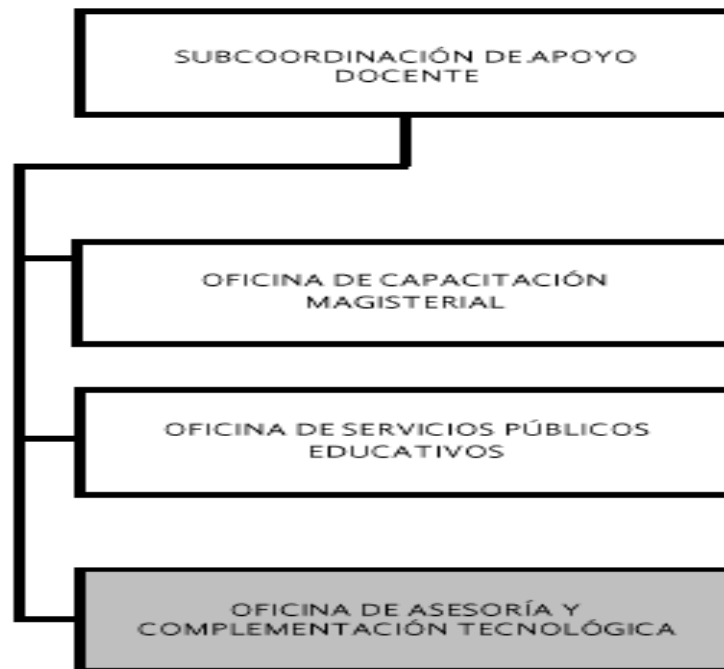 SUBCOORDINACIÓN DE APOYO
DOCENTE
OFICINA DE CAPACITACIÓN
MAGISTERIAL
OFICINA DE SERVICIOS PÚBLICOS
EDUCATIVOS
OFICINA DE ASESORÍA Y
COMPLEMENTACIÓN TECNOLÓGICA